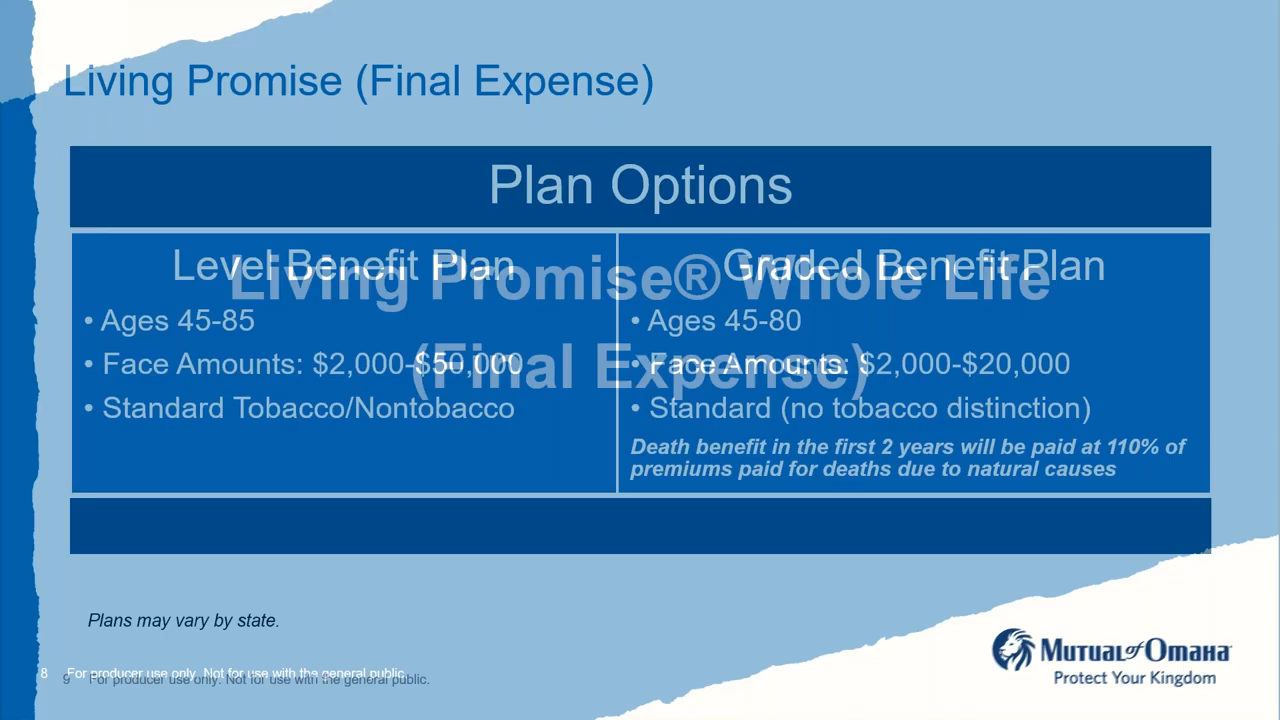 Living Promise (Final Expense)
Plan Options
Level Benefit Plan
• Ages 45-85
• Face Amounts: $2,000-$50,000
• Standard Tobacco/Nontobacco
Graded Benefit Plan
• Ages 45-80
• Face Amounts: $2,000-$20,000
• Standard (no tobacco distinction)
Death benefit in the first 2 years will be paid at 110% of
premiums paid for deaths due to natural causes
Living Promise® Whole Life
(Final Expense)
Plans may vary by state.
8 For producer use only. Not for use with the general public.
9 For producer use only. Not for use with the general public.
Mutual of Omaha
Protect Your Kingdom